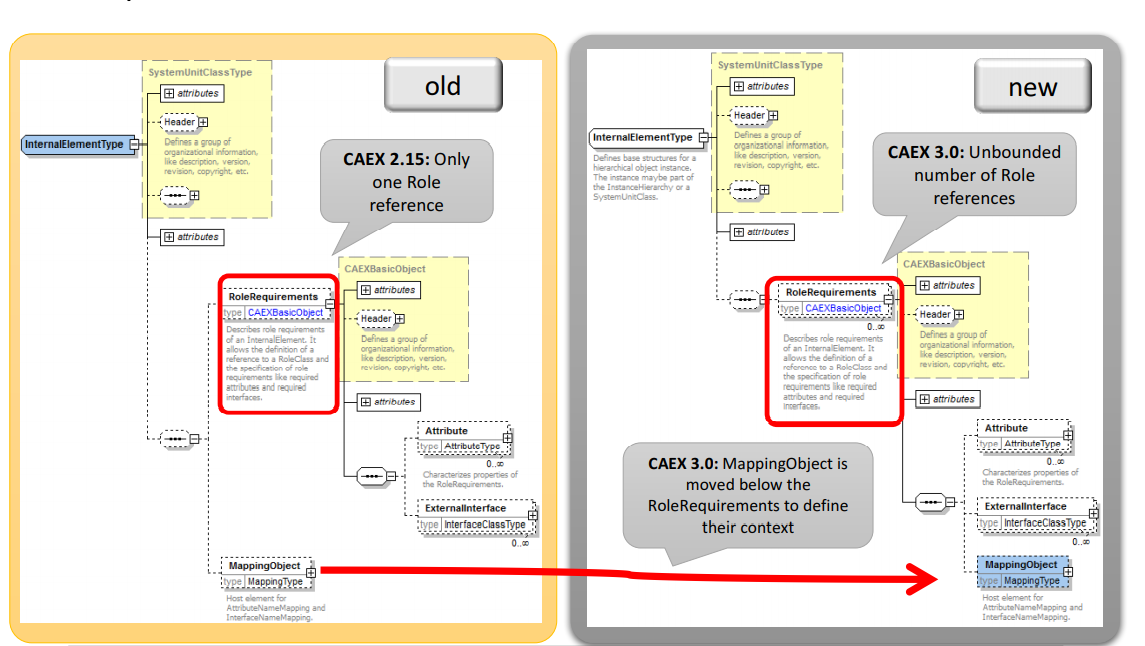 old
SystemUnitClassType
attributes
Header
Defines a group of
organizational information,
like description, version,
revision, copyright, etc.
InternalElementType
attributes
CAEX 2.15: Only
one Role
reference
CAEXBasicObject
attributes
RoleRequirements
type CAEXBasicObject
Header
Defines a group of
organizational information,
like description, version,
revision, copyright, etc.
Describes role requirements
of an InternalElement. It
allows the definition of a
reference to a RoleClass and
the specification of role
requirements like required
attributes and required
interfaces.
attributes
Attribute
type AttributeType
0..∞
Characterizes properties of
the RoleRequirements.
ExternalInterface
type InterfaceClassType
0..∞
MappingObject
type MappingType
Host element for
AttributeNameMapping and
InterfaceNameMapping.
new
SystemUnitClassType
attributes
Header
Defines a group of
organizational information,
like description, version,
revision, copyright, etc.
InternalElementType
Defines base structures for a
hierarchical object instance.
The instance maybe part of
the InstanceHierarchy or a
SystemUnitClass.
attributes
CAEX 3.0: Unbounded
number of Role
references
CAEXBasicObject
attributes
RoleRequirements
type CAEXBasicObject
0..∞
Header
Defines a group of
organizational information,
like description, version,
revision, copyright, etc.
Describes role requirements
of an InternalElement. It
allows the definition of a
reference to a RoleClass and
the specification of role
requirements like required
attributes and required
interfaces.
attributes
Attribute
type AttributeType
0..∞
Characterizes properties of
the RoleRequirements.
CAEX 3.0: MappingObject is
moved below the
RoleRequirements to define
their context
ExternalInterface
type InterfaceClassType
0..∞
MappingObject
type MappingType
Host element for
AttributeNameMapping and
InterfaceNameMapping.